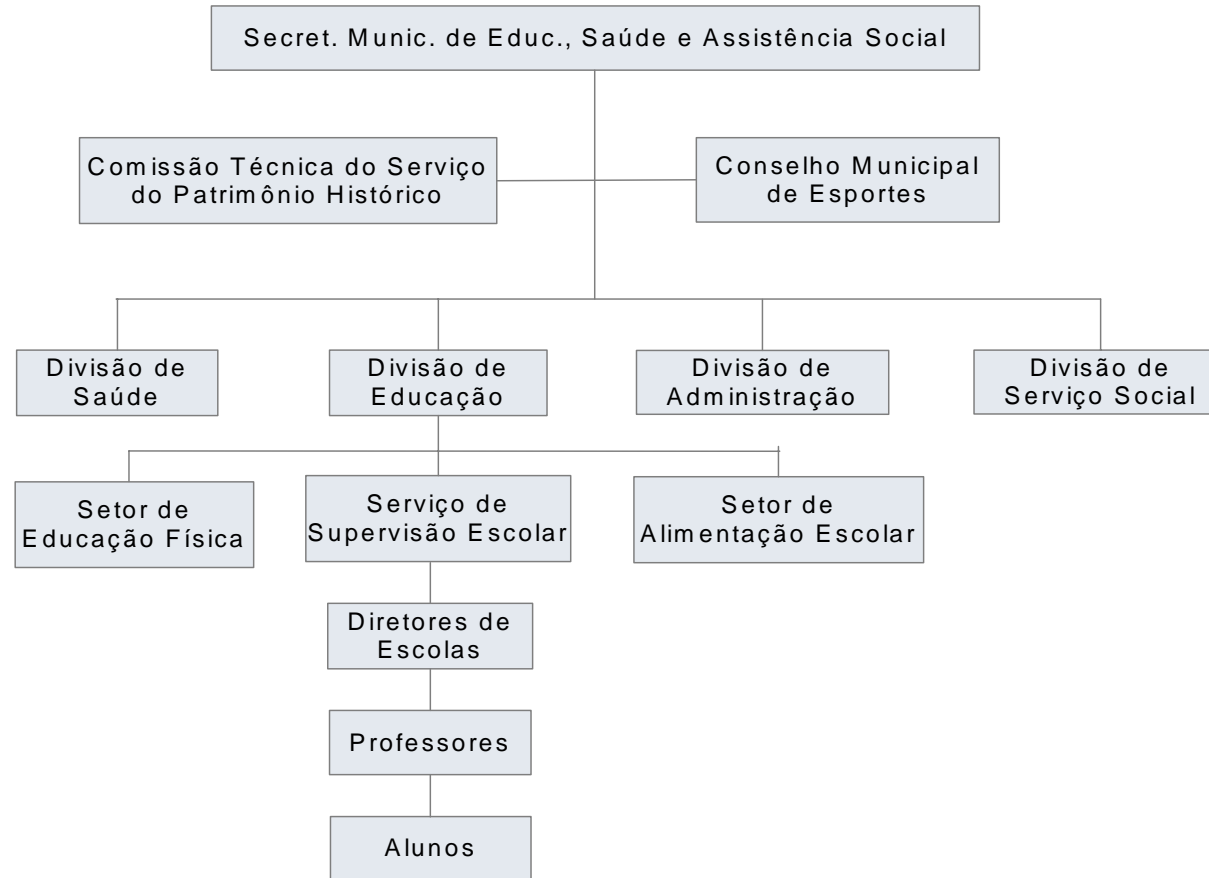 Secret. Munic. de Educ., Saúde e Assistência Social
Comissão Técnica do Serviço
do Patrimônio Histórico
Conselho Municipal
de Esportes
Divisão de
Saúde
Divisão de
Educação
Divisão de
Administração
Divisão de
Serviço Social
Setor de
Educação Física
Serviço de
Supervisão Escolar
Setor de
Alimentação Escolar
Diretores de
Escolas
Professores
Alunos